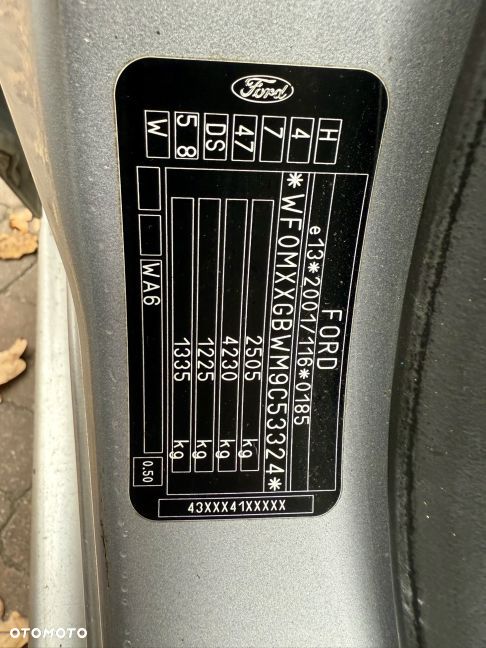 Ford
FORD
e13*2001/116*0185
*WF0MXXGBWM9C53324*
2505 kg
4230 kg
1225 kg
1335 kg
H
4
7
47
DS
5 8
W
WA6
0.50
43XXX41XXXXX
OTOMOTO